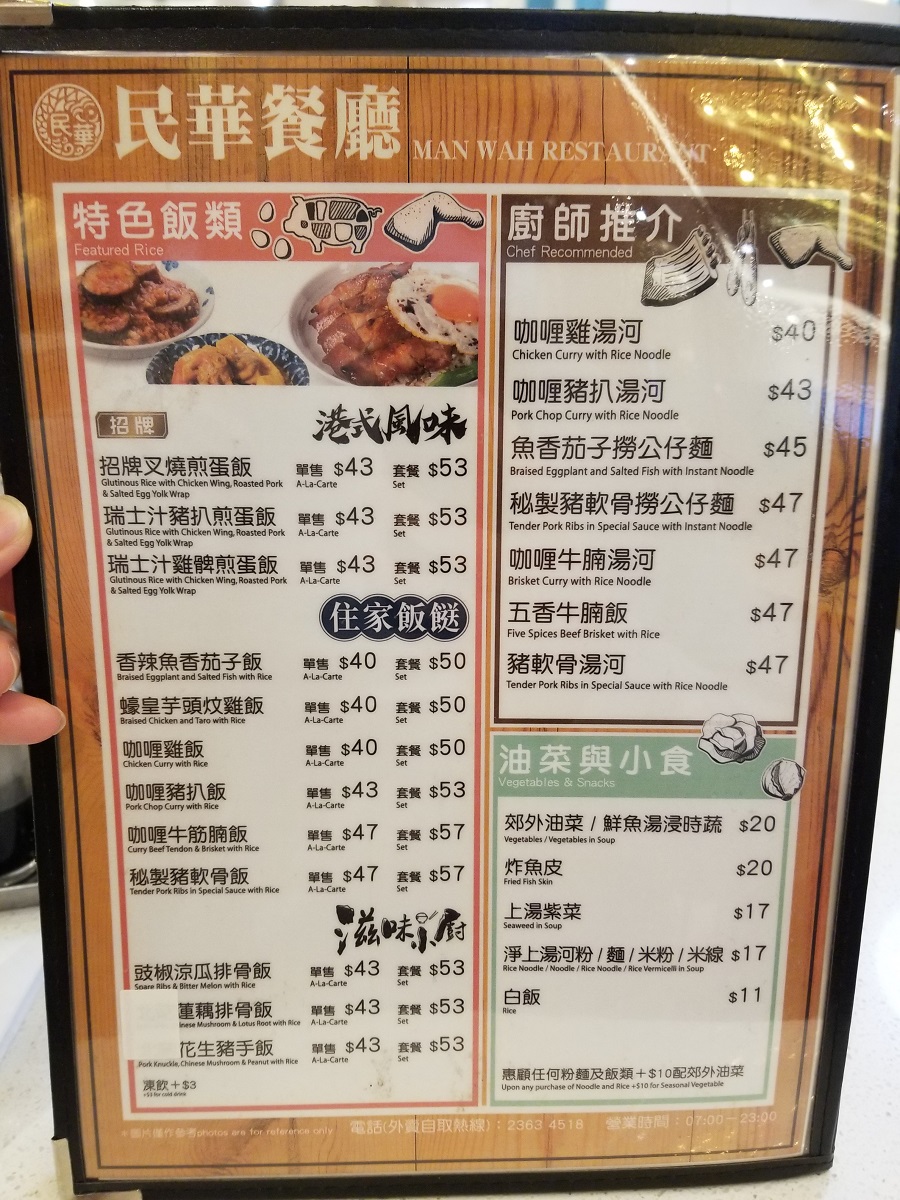 民華
民華餐廳 MAN WAH RESTAURANT
特色飯類
Featured Rice
招牌
港式風味
招牌叉燒煎蛋飯 單售 $43 套餐 $53
Glutinous Rice with Chicken Wing, Roasted Pork A-La-Carte Set
& Salted Egg Yolk Wrap
瑞士汁豬扒煎蛋飯 單售 $43 套餐 $53
Glutinous Rice with Chicken Wing, Roasted Pork A-La-Carte Set
& Salted Egg Yolk Wrap
瑞士汁雞髀煎蛋飯 單售 $43 套餐 $53
Glutinous Rice with Chicken Wing, Roasted Pork A-La-Carte Set
& Salted Egg Yolk Wrap
住家飯餸
香辣魚香茄子飯 單售 $40 套餐 $50
Braised Eggplant and Salted Fish with Rice A-La-Carte Set
蠔皇芋頭炆雞飯 單售 $40 套餐 $50
Braised Chicken and Taro with Rice A-La-Carte Set
咖喱雞飯 單售 $40 套餐 $50
Chicken Curry with Rice A-La-Carte Set
咖喱豬扒飯 單售 $43 套餐 $53
Pork Chop Curry with Rice A-La-Carte Set
咖喱牛筋腩飯 單售 $47 套餐 $57
Curry Beef Tendon & Brisket with Rice A-La-Carte Set
秘製豬軟骨飯 單售 $47 套餐 $57
Tender Pork Ribs in Special Sauce with Rice A-La-Carte Set
滋味小廚
豉椒涼瓜排骨飯 單售 $43 套餐 $53
Spare Ribs & Bitter Melon with Rice A-La-Carte Set
蓮藕排骨飯 單售 $43 套餐 $53
inese Mushroom & Lotus Root with Rice A-La-Carte Set
花生豬手飯 單售 $43 套餐 $53
Pork Knuckle, Chinese Mushroom & Peanut with Rice A-La-Carte Set
凍飲+$3
+$3 for cold drink
廚師推介
Chef Recommended
咖喱雞湯河 $40
Chicken Curry with Rice Noodle
咖喱豬扒湯河 $43
Pork Chop Curry with Rice Noodle
魚香茄子撈公仔麵 $45
Braised Eggplant and Salted Fish with Instant Noodle
秘製豬軟骨撈公仔麵 $47
Tender Pork Ribs in Special Sauce with Instant Noodle
咖喱牛腩湯河 $47
Brisket Curry with Rice Noodle
五香牛腩飯 $47
Five Spices Beef Brisket with Rice
豬軟骨湯河 $47
Tender Pork Ribs in Special Sauce with Rice Noodle
油菜與小食
Vegetables & Snacks
郊外油菜 / 鮮魚湯浸時蔬 $20
Vegetables / Vegetables in Soup
炸魚皮 $20
Fried Fish Skin
上湯紫菜 $17
Seaweed in Soup
淨上湯河粉 / 麵 / 米粉 / 米線 $17
Rice Noodle / Noodle / Rice Noodle / Rice Vermicelli in Soup
白飯 $11
Rice
惠顧任何粉麵及飯類+$10配郊外油菜
Upon any purchase of Noodle and Rice +$10 for Seasonal Vegetable
*圖片僅作參考photos are for reference only 電話(外賣自取熱線):2363 4518 營業時間:07:00-23:00